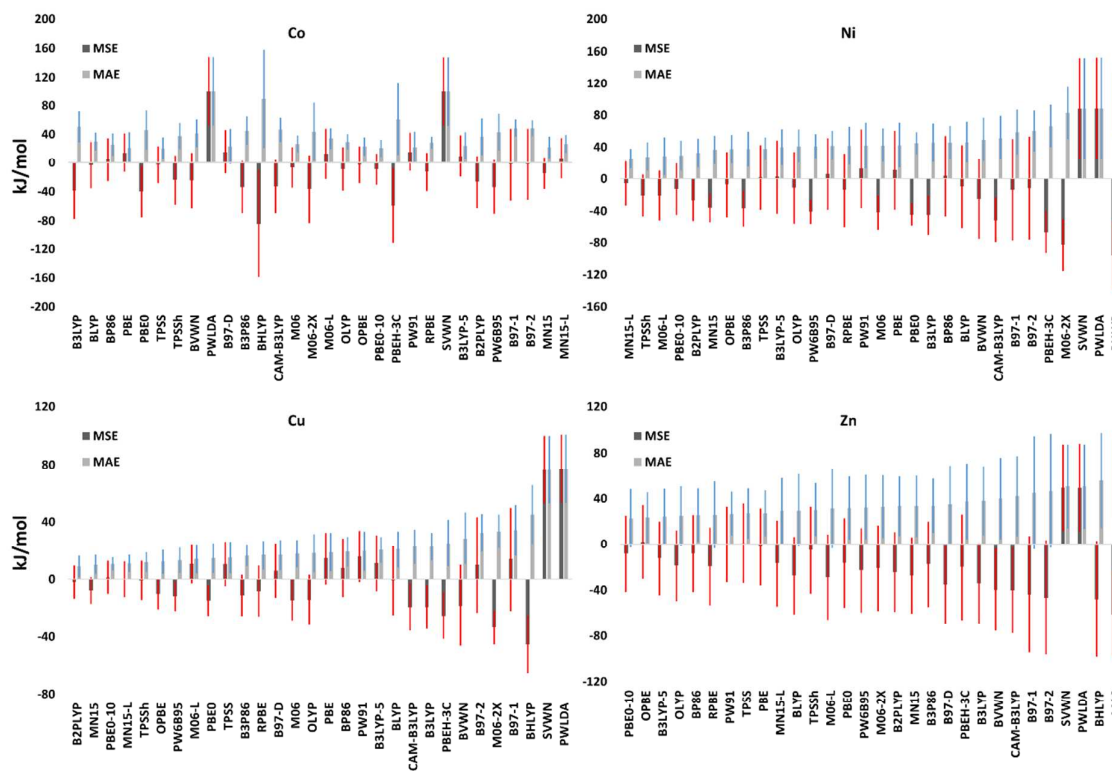 Co
MSE
MAE
kJ/mol
200
160
120
80
40
0
-40
-80
-120
-160
-200
B3LYP
BLYP
BP86
PBE
PBE0
TPSS
TPSSh
BVWN
PWLDA
B97-D
B3P86
BHLYP
CAM-B3LYP
M06
M06-2X
M06-L
OLYP
OPBE
PBE0-10
PBEH-3C
PW91
RPBE
SVWN
B3LYP-5
B2PLYP
PW6B95
B97-1
B97-2
MN15
MN15-L
Ni
MSE
MAE
200
160
120
80
40
0
-40
-80
-120
-160
MN15-L
TPSSh
M06-L
PBE0-10
B2PLYP
MN15
OPBE
B3P86
TPSS
B3LYP-5
OLYP
PW6B95
B97-D
RPBE
PW91
M06
PBE
PBE0
B3LYP
BP86
BLYP
BVWN
CAM-B3LYP
B97-1
B97-2
PBEH-3C
M06-2X
SVWN
PWLDA
Cu
MSE
MAE
kJ/mol
120
80
40
0
-40
-80
B2PLYP
MN15
PBE0-10
MN15-L
TPSSh
OPBE
PW6B95
M06-L
PBE0
TPSS
B3P86
RPBE
B97-D
M06
OLYP
PBE
BP86
PW91
B3LYP-5
BLYP
CAM-B3LYP
B3LYP
PBEH-3C
BVWN
B97-2
M06-2X
B97-1
BHLYP
SVWN
PWLDA
Zn
MSE
MAE
120
80
40
0
-40
-80
-120
PBE0-10
OPBE
B3LYP-5
OLYP
BP86
RPBE
PW91
TPSS
PBE
MN15-L
BLYP
TPSSh
M06-L
PBE0
PW6B95
M06-2X
B2PLYP
MN15
B3P86
B97-D
PBEH-3C
B3LYP
BVWN
CAM-B3LYP
B97-1
B97-2
SVWN
PWLDA
BHLYP